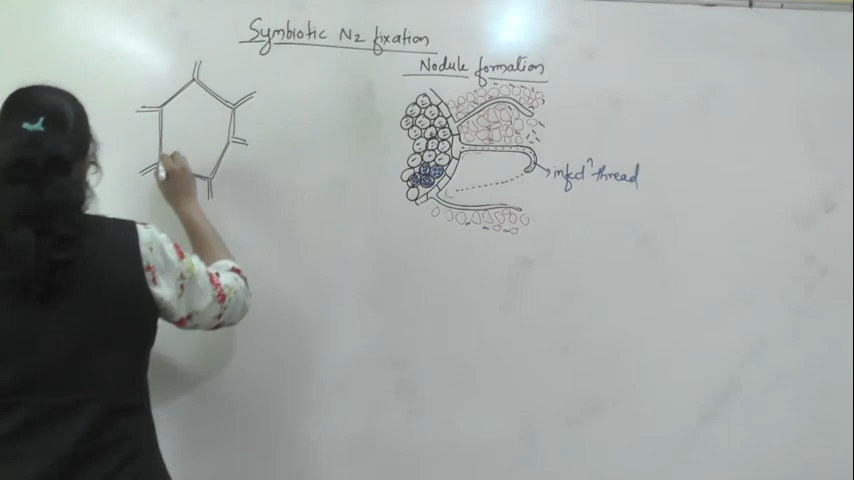 Symbiotic N2 fixation
Nodule formation
infectⁿ thread